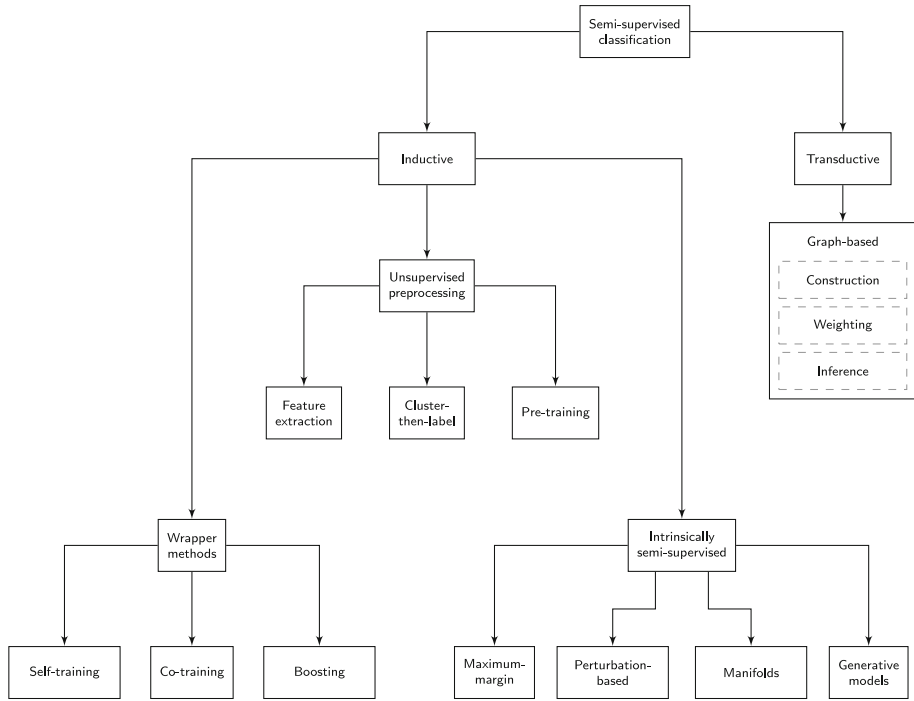 Semi-supervised
classification
Inductive
Transductive
Graph-based
Construction
Weighting
Inference
Unsupervised
preprocessing
Feature
extraction
Cluster-
then-label
Pre-training
Wrapper
methods
Intrinsically
semi-supervised
Self-training
Co-training
Boosting
Maximum-
margin
Perturbation-
based
Manifolds
Generative
models